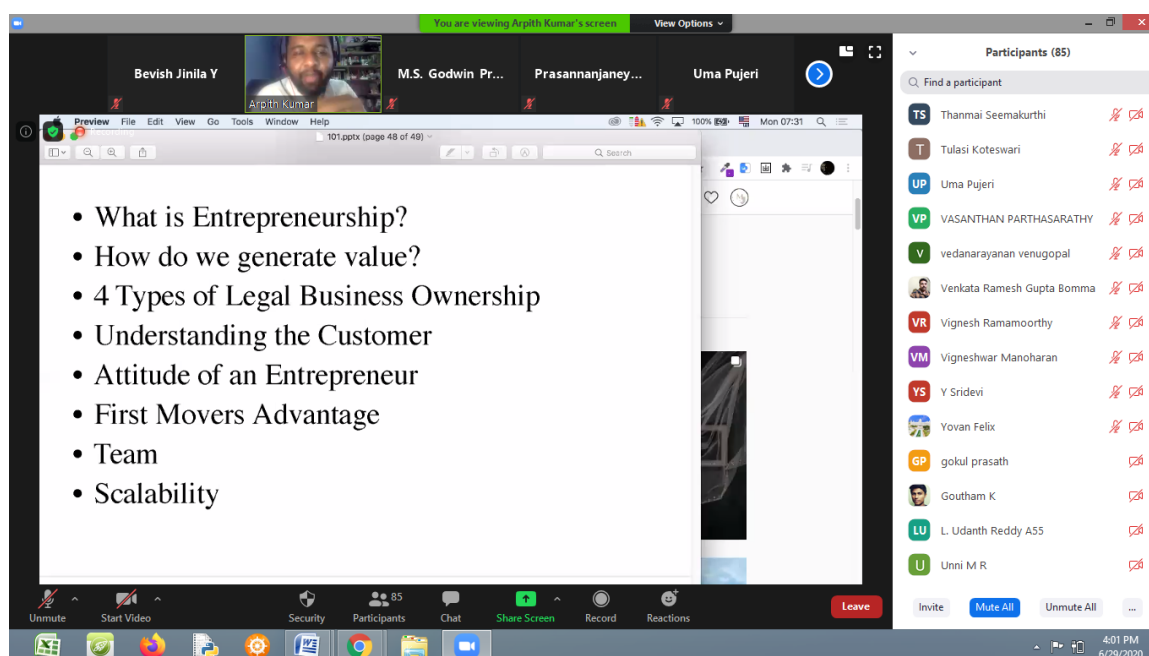 You are viewing Arpith Kumar's screen View Options
Bevish Jinila Y
Arpith Kumar
M.S. Godwin Pr...
Prasannanjaney...
Uma Pujeri
Recording
Preview File Edit View Go Tools Window Help
100% Mon 07:31
101.pptx (page 48 of 49)
Search
• What is Entrepreneurship?
• How do we generate value?
• 4 Types of Legal Business Ownership
• Understanding the Customer
• Attitude of an Entrepreneur
• First Movers Advantage
• Team
• Scalability
Participants (85)
Find a participant
TS Thanmai Seemakurthi
T Tulasi Koteswari
UP Uma Pujeri
VP VASANTHAN PARTHASARATHY
V vedanarayanan venugopal
Venkata Ramesh Gupta Bomma
VR Vignesh Ramamoorthy
VM Vigneshwar Manoharan
YS Y Sridevi
Yovan Felix
GP gokul prasath
Goutham K
LU L. Udanth Reddy A55
U Unni M R
Invite Mute All Unmute All ...
Unmute
Start Video
Security
85
Participants
Chat
Share Screen
Record
Reactions
Leave
4:01 PM
6/29/2020